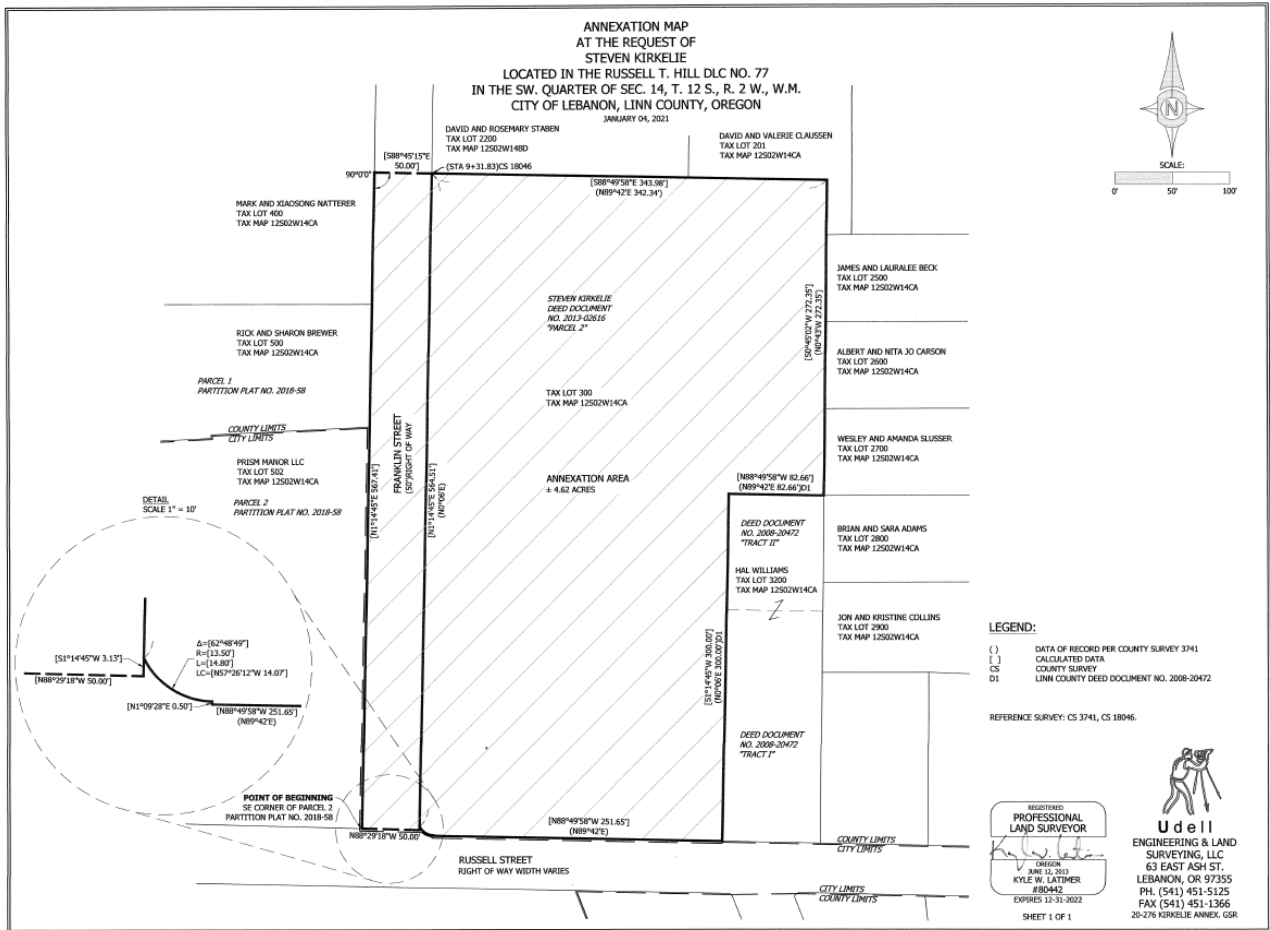 ANNEXATION MAP
AT THE REQUEST OF
STEVEN KIRKELIE
LOCATED IN THE RUSSELL T. HILL DLC NO. 77
IN THE SW. QUARTER OF SEC. 14, T. 12 S., R. 2 W., W.M.
CITY OF LEBANON, LINN COUNTY, OREGON
JANUARY 04, 2021
N
SCALE:
0' 50' 100'
DAVID AND ROSEMARY STABEN
TAX LOT 2200
TAX MAP 12S02W14BD
DAVID AND VALERIE CLAUSSEN
TAX LOT 201
TAX MAP 12S02W14CA
[S88°45'15"E
50.00']
(STA 9+31.83)CS 18046
90°0'0"
[S88°49'58"E 343.98']
(N89°42'E 342.34')
MARK AND XIAOSONG NATTERER
TAX LOT 400
TAX MAP 12S02W14CA
JAMES AND LAURALEE BECK
TAX LOT 2500
TAX MAP 12S02W14CA
STEVEN KIRKELIE
DEED DOCUMENT
NO. 2013-02616
"PARCEL 2"
[S0°45'02"W 272.35']
(N0°43'W 272.35')
RICK AND SHARON BREWER
TAX LOT 500
TAX MAP 12S02W14CA
ALBERT AND NITA JO CARSON
TAX LOT 2600
TAX MAP 12S02W14CA
PARCEL 1
PARTITION PLAT NO. 2018-58
TAX LOT 300
TAX MAP 12S02W14CA
COUNTY LIMITS
CITY LIMITS
WESLEY AND AMANDA SLUSSER
TAX LOT 2700
TAX MAP 12S02W14CA
PRISM MANOR LLC
TAX LOT 502
TAX MAP 12S02W14CA
FRANKLIN STREET
(50')RIGHT OF WAY
[N1°14'45"E 567.41']
[N1°14'45"E 564.51']
(N0°06'E)
ANNEXATION AREA
± 4.62 ACRES
[N88°49'58"W 82.66']
(N89°42'E 82.66')D1
PARCEL 2
PARTITION PLAT NO. 2018-58
DETAIL
SCALE 1" = 10'
DEED DOCUMENT
NO. 2008-20472
"TRACT II"
BRIAN AND SARA ADAMS
TAX LOT 2800
TAX MAP 12S02W14CA
HAL WILLIAMS
TAX LOT 3200
TAX MAP 12S02W14CA
JON AND KRISTINE COLLINS
TAX LOT 2900
TAX MAP 12S02W14CA
[S1°14'45"W 300.00']
(N0°06'E 300.00')D1
Δ=[62°48'49"]
R=[13.50']
L=[14.80']
LC=[N57°26'12"W 14.07']
[S1°14'45"W 3.13']
[N88°29'18"W 50.00']
[N1°09'28"E 0.50']
[N88°49'58"W 251.65']
(N89°42'E)
DEED DOCUMENT
NO. 2008-20472
"TRACT I"
LEGEND:
( ) DATA OF RECORD PER COUNTY SURVEY 3741
[ ] CALCULATED DATA
CS COUNTY SURVEY
D1 LINN COUNTY DEED DOCUMENT NO. 2008-20472
REFERENCE SURVEY: CS 3741, CS 18046.
POINT OF BEGINNING
SE CORNER OF PARCEL 2
PARTITION PLAT NO. 2018-58
N88°29'18"W 50.00'
[N88°49'58"W 251.65']
(N89°42'E)
COUNTY LIMITS
CITY LIMITS
RUSSELL STREET
RIGHT OF WAY WIDTH VARIES
CITY LIMITS
COUNTY LIMITS
REGISTERED
PROFESSIONAL
LAND SURVEYOR
OREGON
JUNE 12, 2013
KYLE W. LATIMER
#80442
EXPIRES 12-31-2022
SHEET 1 OF 1
Udell
ENGINEERING & LAND
SURVEYING, LLC
63 EAST ASH ST.
LEBANON, OR 97355
PH. (541) 451-5125
FAX (541) 451-1366
20-276 KIRKELIE ANNEX. GSR